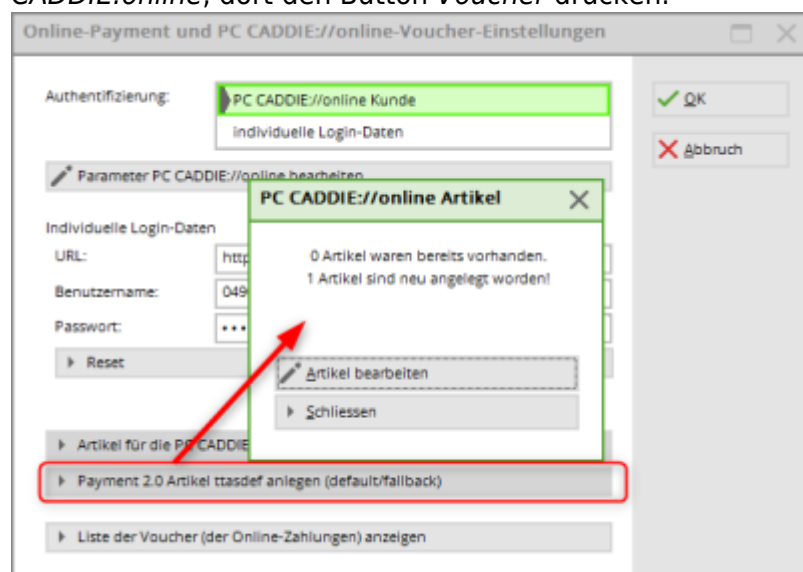 CADDIE:online, dort den Button Voucher drücken.
Online-Payment und PC CADDIE://online-Voucher-Einstellungen
Authentifizierung:
PC CADDIE://online Kunde
individuelle Login-Daten
OK
Abbruch
Parameter PC CADDIE://online bearbeiten
PC CADDIE://online Artikel
0 Artikel waren bereits vorhanden.
1 Artikel sind neu angelegt worden!
Individuelle Login-Daten
URL:
Benutzername:
Passwort:
Reset
Artikel bearbeiten
Schliessen
Artikel für die PC CADDIE
Payment 2.0 Artikel ttasdef anlegen (default/fallback)
Liste der Voucher (der Online-Zahlungen) anzeigen